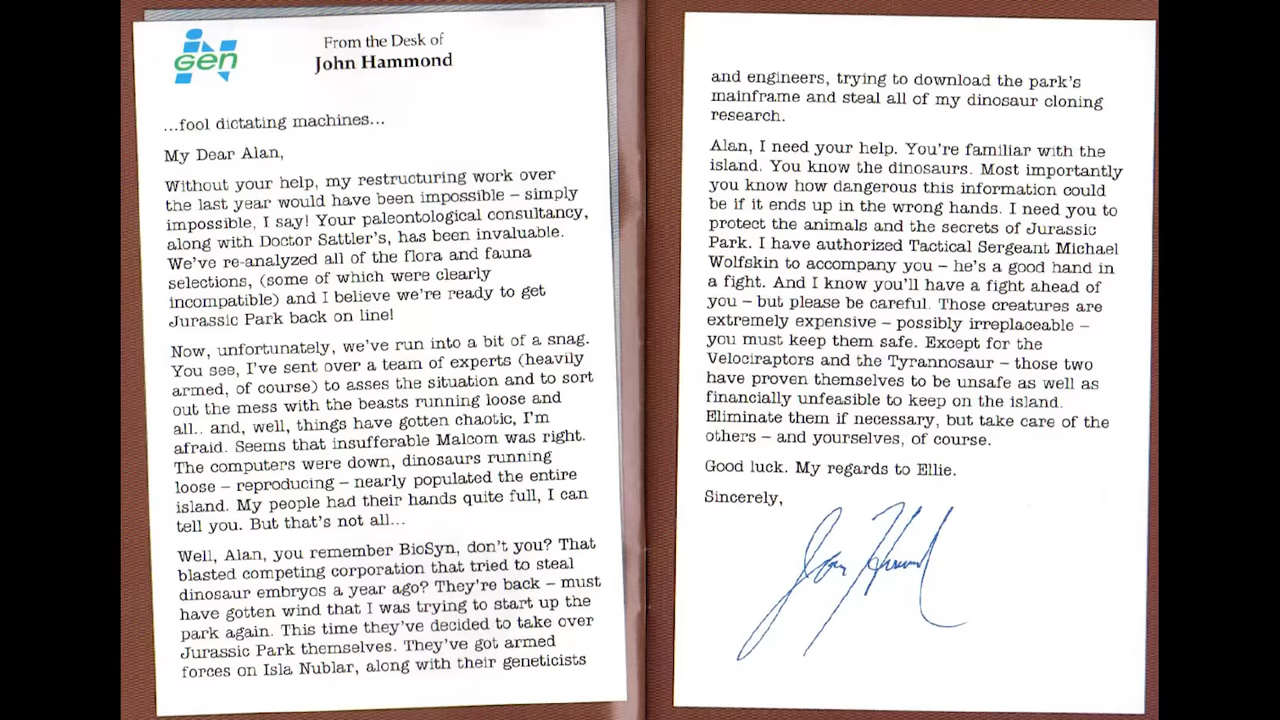 iN
Gen
From the Desk of
John Hammond
...fool dictating machines...
My Dear Alan,
Without your help, my restructuring work over
the last year would have been impossible – simply
impossible, I say! Your paleontological consultancy,
along with Doctor Sattler's, has been invaluable.
We've re-analyzed all of the flora and fauna
selections, (some of which were clearly
incompatible) and I believe we're ready to get
Jurassic Park back on line!
Now, unfortunately, we've run into a bit of a snag.
You see, I've sent over a team of experts (heavily
armed, of course) to asses the situation and to sort
out the mess with the beasts running loose and
all.. and, well, things have gotten chaotic, I'm
afraid. Seems that insufferable Malcom was right.
The computers were down, dinosaurs running
loose – reproducing – nearly populated the entire
island. My people had their hands quite full, I can
tell you. But that's not all...
Well, Alan, you remember BioSyn, don't you? That
blasted competing corporation that tried to steal
dinosaur embryos a year ago? They're back – must
have gotten wind that I was trying to start up the
park again. This time they've decided to take over
Jurassic Park themselves. They've got armed
forces on Isla Nublar, along with their geneticists
and engineers, trying to download the park's
mainframe and steal all of my dinosaur cloning
research.
Alan, I need your help. You're familiar with the
island. You know the dinosaurs. Most importantly
you know how dangerous this information could
be if it ends up in the wrong hands. I need you to
protect the animals and the secrets of Jurassic
Park. I have authorized Tactical Sergeant Michael
Wolfskin to accompany you – he's a good hand in
a fight. And I know you'll have a fight ahead of
you – but please be careful. Those creatures are
extremely expensive – possibly irreplaceable –
you must keep them safe. Except for the
Velociraptors and the Tyrannosaur – those two
have proven themselves to be unsafe as well as
financially unfeasible to keep on the island.
Eliminate them if necessary, but take care of the
others – and yourselves, of course.
Good luck. My regards to Ellie.
Sincerely,
John Hammond